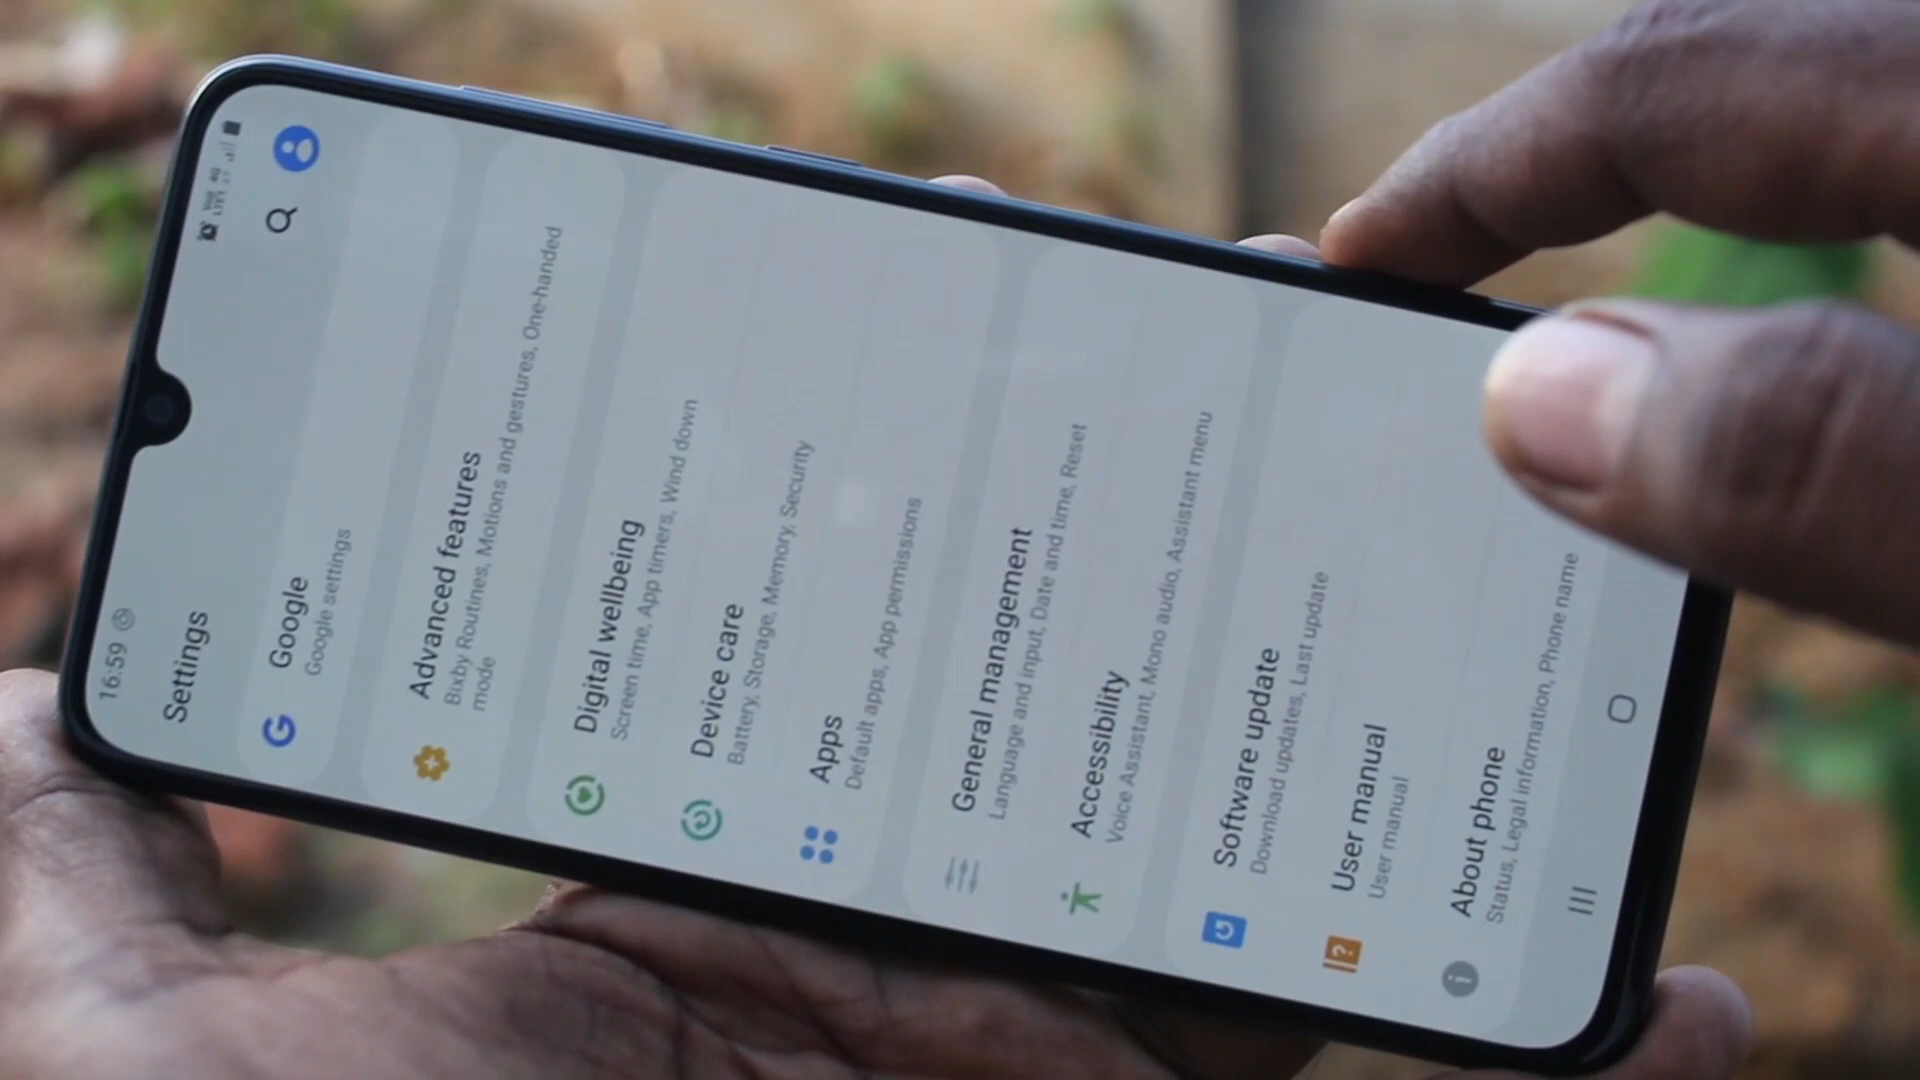 16:59
Vo) 4G
LTE1
Settings
Google
Google settings
Advanced features
Bixby Routines, Motions and gestures, One-handed
mode
Digital wellbeing
Screen time, App timers, Wind down
Device care
Battery, Storage, Memory, Security
Apps
Default apps, App permissions
General management
Language and input, Date and time, Reset
Accessibility
Voice Assistant, Mono audio, Assistant menu
Software update
Download updates, Last update
User manual
User manual
About phone
Status, Legal information, Phone name